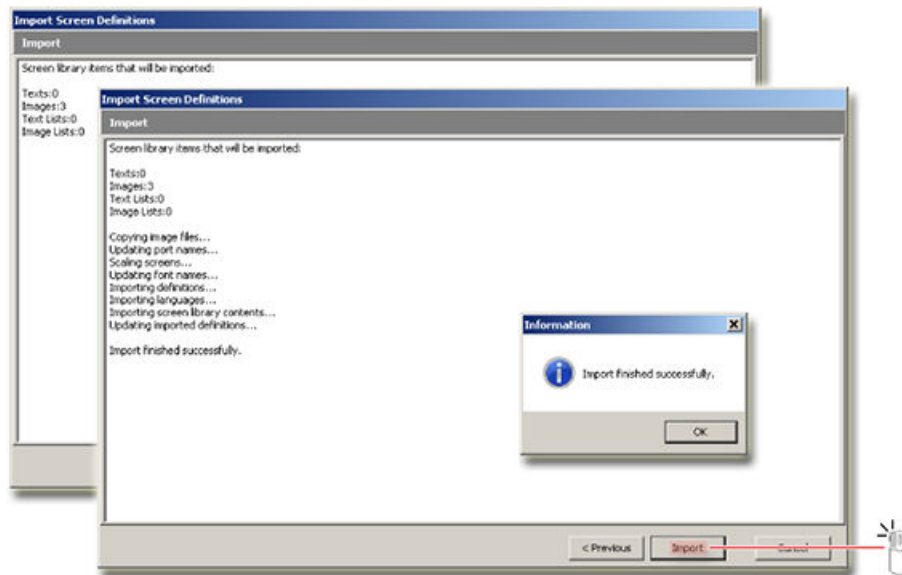 Import Screen Definitions
Import
Screen library items that will be imported:
Texts:0
Images:3
Text Lists:0
Image Lists:0
Import Screen Definitions
Import
Screen library items that will be imported:
Texts:0
Images:3
Text Lists:0
Image Lists:0
Copying image files...
Updating port names...
Scaling screens...
Updating font names...
Importing definitions...
Importing languages...
Importing screen library contents...
Updating imported definitions...
Import finished successfully.
Information
Import finished successfully.
OK
< Previous
Import
Cancel